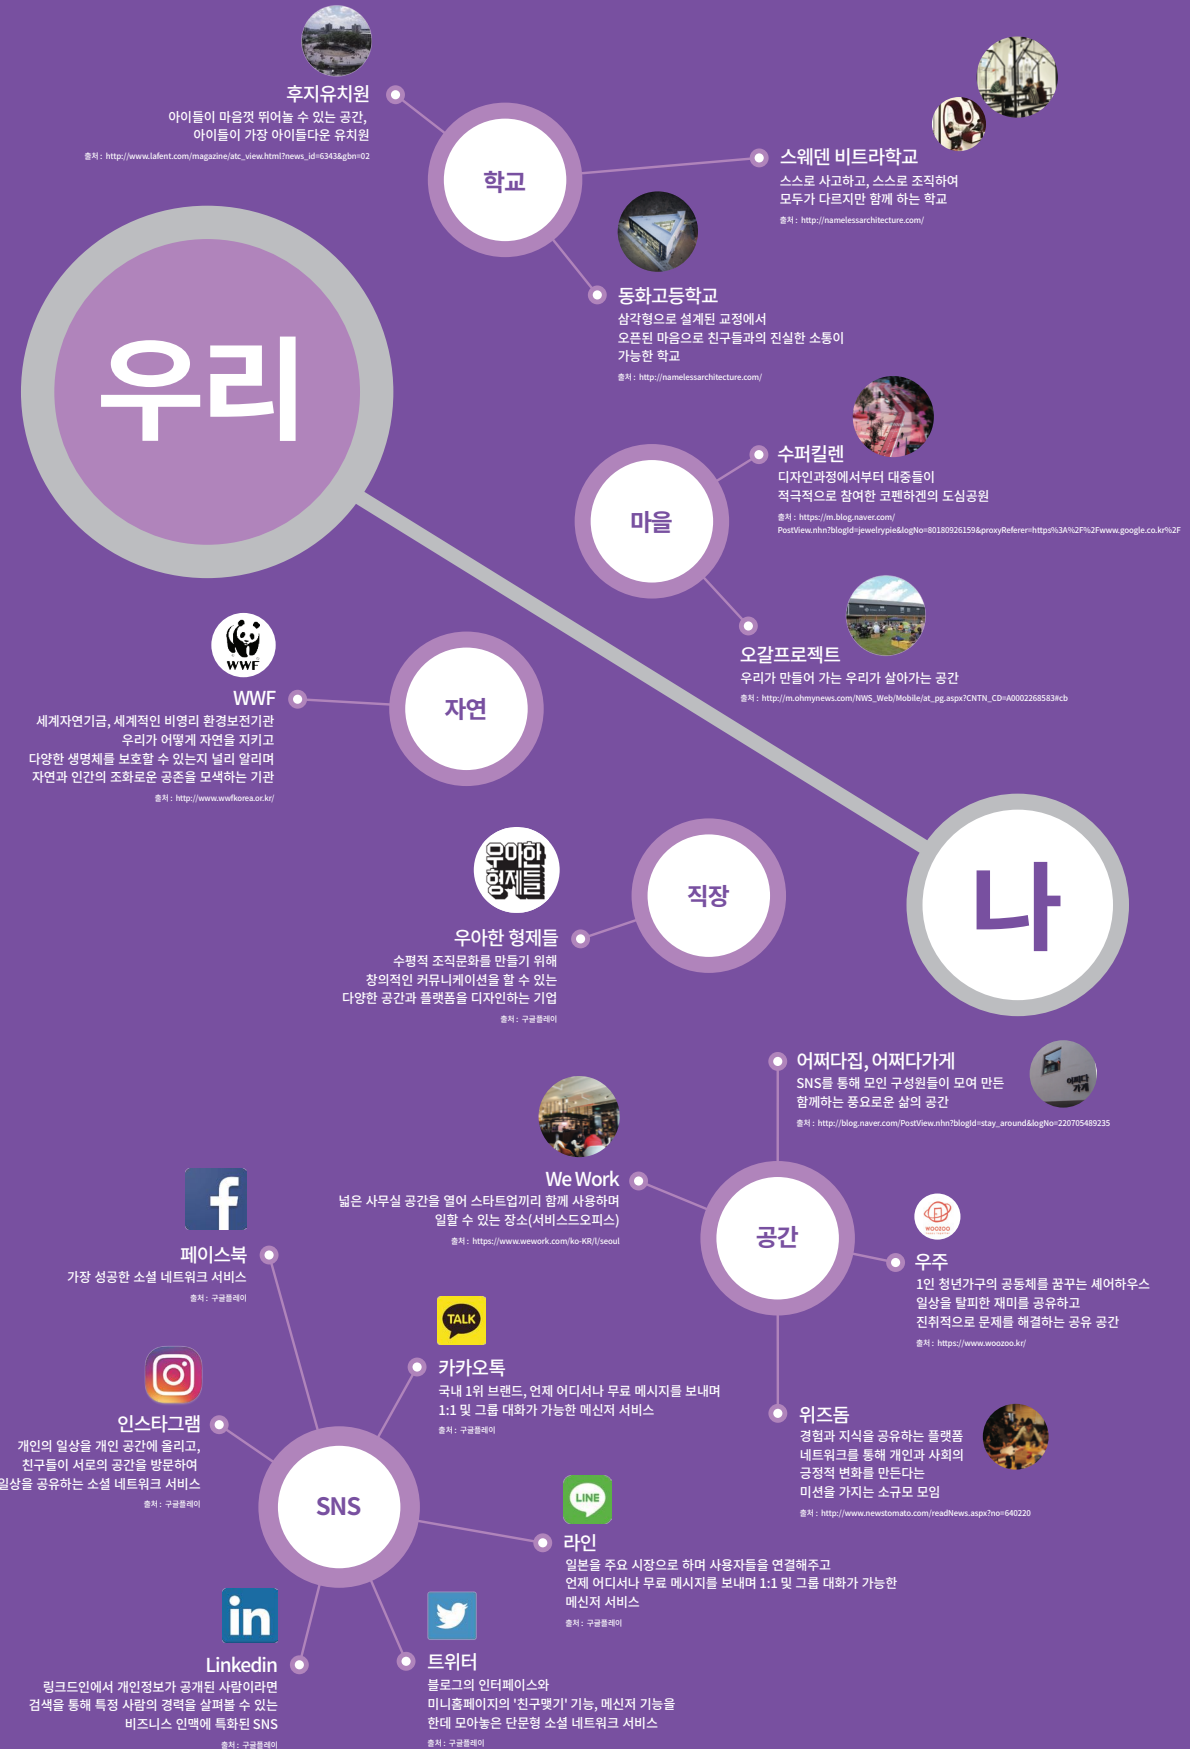 후지유치원
아이들이 마음껏 뛰어놀 수 있는 공간,
아이들이 가장 아이들다운 유치원
출처 : http://www.lafent.com/magazine/atc_view.html?news_id=6343&gbn=02
학교
스웨덴 비트라학교
스스로 사고하고, 스스로 조직하여
모두가 다르지만 함께 하는 학교
출처 : http://namelessarchitecture.com/
동화고등학교
삼각형으로 설계된 교정에서
오픈된 마음으로 친구들과의 진실한 소통이
가능한 학교
출처 : http://namelessarchitecture.com/
우리
수퍼킬렌
디자인과정에서부터 대중들이
적극적으로 참여한 코펜하겐의 도심공원
출처 : https://m.blog.naver.com/
PostView.nhn?blogId=jewelrypie&logNo=80180926159&proxyReferer=https%3A%2F%2Fwww.google.co.kr%2F
마을
오갈프로젝트
우리가 만들어 가는 우리가 살아가는 공간
출처 : http://m.ohmynews.com/NWS_Web/Mobile/at_pg.aspx?CNTN_CD=A0002268583#cb
WWF
WWF
세계자연기금, 세계적인 비영리 환경보전기관
우리가 어떻게 자연을 지키고
다양한 생명체를 보호할 수 있는지 널리 알리며
자연과 인간의 조화로운 공존을 모색하는 기관
출처 : http://www.wwfkorea.or.kr/
자연
우아한
형제들
우아한 형제들
수평적 조직문화를 만들기 위해
창의적인 커뮤니케이션을 할 수 있는
다양한 공간과 플랫폼을 디자인하는 기업
출처 : 구글플레이
직장
나
어쩌다집, 어쩌다가게
SNS를 통해 모인 구성원들이 모여 만든
함께하는 풍요로운 삶의 공간
출처 : http://blog.naver.com/PostView.nhn?blogId=stay_around&logNo=220705489235
어쩌다
가게
We Work
넓은 사무실 공간을 열어 스타트업끼리 함께 사용하며
일할 수 있는 장소(서비스드오피스)
출처 : https://www.wework.com/ko-KR/l/seoul
공간
WOOZOO
우주
1인 청년가구의 공동체를 꿈꾸는 셰어하우스
일상을 탈피한 재미를 공유하고
진취적으로 문제를 해결하는 공유 공간
출처 : https://www.woozoo.kr/
위즈돔
경험과 지식을 공유하는 플랫폼
네트워크를 통해 개인과 사회의
긍정적 변화를 만든다는
미션을 가지는 소규모 모임
출처 : http://www.newstomato.com/readNews.aspx?no=640220
f
페이스북
가장 성공한 소셜 네트워크 서비스
출처 : 구글플레이
TALK
카카오톡
국내 1위 브랜드, 언제 어디서나 무료 메시지를 보내며
1:1 및 그룹 대화가 가능한 메신저 서비스
출처 : 구글플레이
인스타그램
개인의 일상을 개인 공간에 올리고,
친구들이 서로의 공간을 방문하여
일상을 공유하는 소셜 네트워크 서비스
출처 : 구글플레이
SNS
LINE
라인
일본을 주요 시장으로 하며 사용자들을 연결해주고
언제 어디서나 무료 메시지를 보내며 1:1 및 그룹 대화가 가능한
메신저 서비스
출처 : 구글플레이
in
Linkedin
링크드인에서 개인정보가 공개된 사람이라면
검색을 통해 특정 사람의 경력을 살펴볼 수 있는
비즈니스 인맥에 특화된 SNS
출처 : 구글플레이
트위터
블로그의 인터페이스와
미니홈페이지의 '친구맺기' 기능, 메신저 기능을
한데 모아놓은 단문형 소셜 네트워크 서비스
출처 : 구글플레이